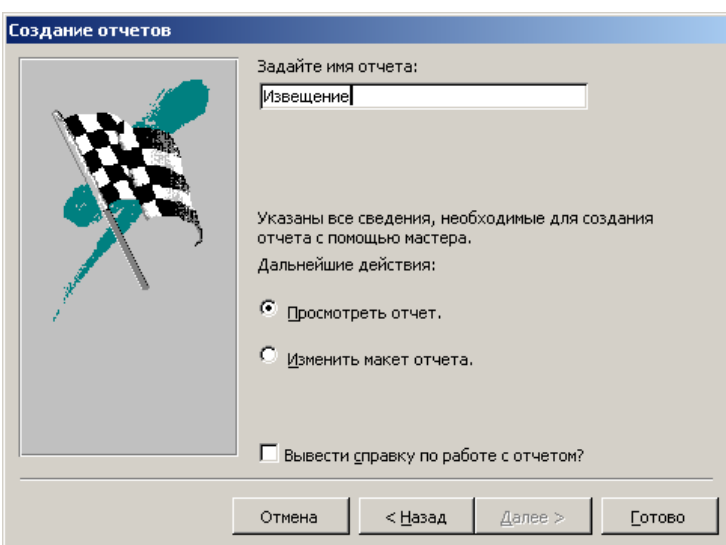 Создание отчетов
Задайте имя отчета:
Извещение
Указаны все сведения, необходимые для создания
отчета с помощью мастера.
Дальнейшие действия:
Просмотреть отчет.
Изменить макет отчета.
Вывести справку по работе с отчетом?
Отмена
< Назад
Далее >
Готово